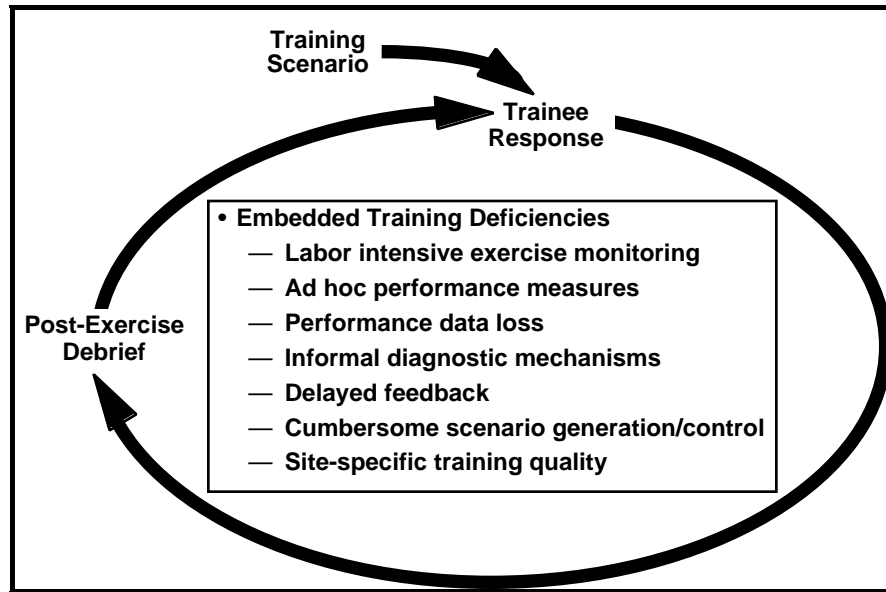 Training
Scenario
Trainee
Response
• Embedded Training Deficiencies
— Labor intensive exercise monitoring
— Ad hoc performance measures
— Performance data loss
— Informal diagnostic mechanisms
— Delayed feedback
— Cumbersome scenario generation/control
— Site-specific training quality
Post-Exercise
Debrief